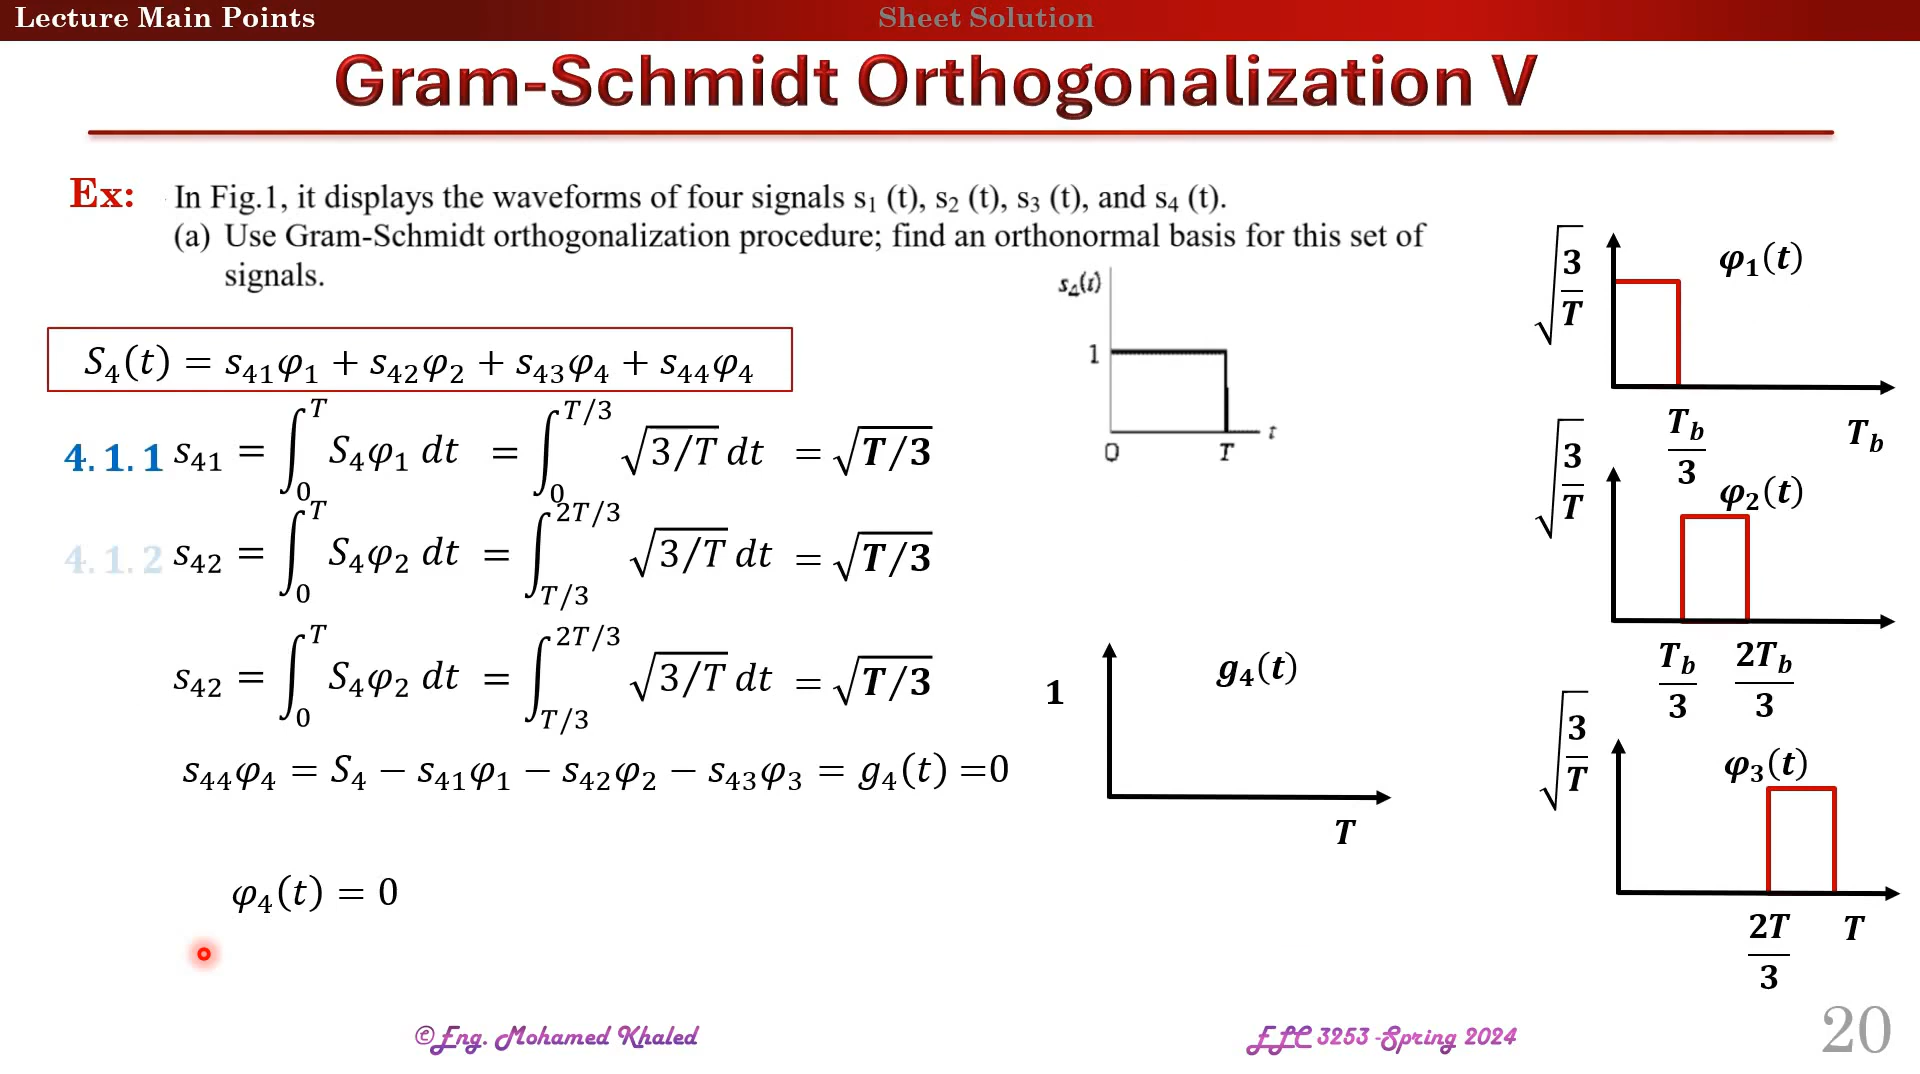 Lecture Main Points
Sheet Solution
Gram-Schmidt Orthogonalization V
Ex: In Fig.1, it displays the waveforms of four signals s₁ (t), s₂ (t), s₃ (t), and s₄ (t).
(a) Use Gram-Schmidt orthogonalization procedure; find an orthonormal basis for this set of
signals.
S₄(t) = s₄₁φ₁ + s₄₂φ₂ + s₄₃φ₄ + s₄₄φ₄
4.1.1 s₄₁ = ∫₀ᵀ S₄φ₁ dt = ∫₀^{T/3} √(3/T) dt = √(T/3)
4.1.2 s₄₂ = ∫₀ᵀ S₄φ₂ dt = ∫_{T/3}^{2T/3} √(3/T) dt = √(T/3)
s₄₂ = ∫₀ᵀ S₄φ₂ dt = ∫_{T/3}^{2T/3} √(3/T) dt = √(T/3)
s₄₄φ₄ = S₄ − s₄₁φ₁ − s₄₂φ₂ − s₄₃φ₃ = g₄(t) =0
φ₄(t) = 0
s₄(t)
1
0 T t
g₄(t)
1
T
√(3/T) φ₁(t)
T_b/3 T_b
√(3/T) φ₂(t)
T_b/3 2T_b/3
√(3/T) φ₃(t)
2T/3 T
©Eng. Mohamed Khaled
ELC 3253 -Spring 2024
20